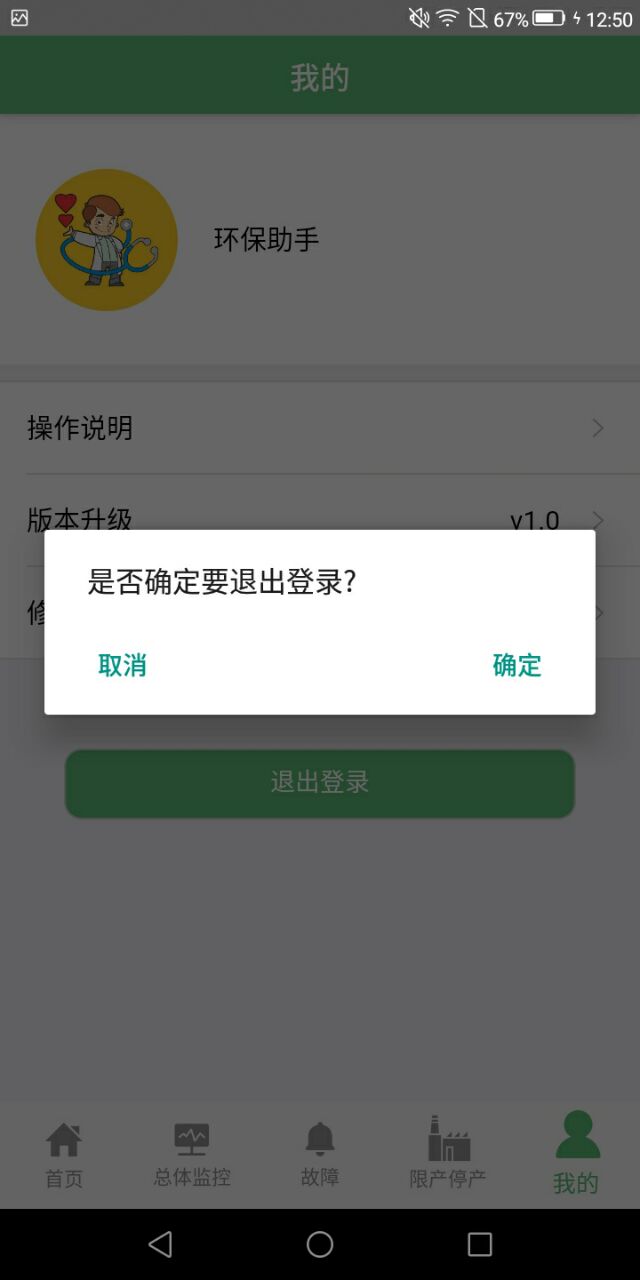 67% 12:50
我的
环保助手
操作说明
版本升级 v1.0
是否确定要退出登录?
取消 确定
退出登录
首页 总体监控 故障 限产停产 我的